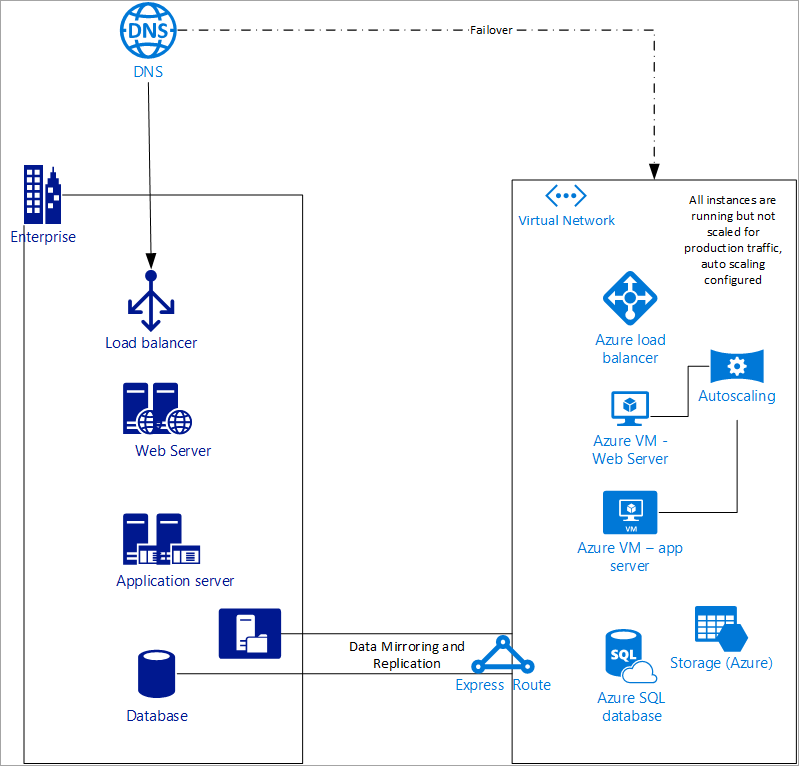 DNS
Failover
DNS
Enterprise
Virtual Network
All instances are
running but not
scaled for
production traffic,
auto scaling
configured
Load balancer
Azure load
balancer
Autoscaling
Web Server
Azure VM -
Web Server
VM
Application server
Azure VM – app
server
Data Mirroring and
Replication
Express Route
SQL
Storage (Azure)
Database
Azure SQL
database